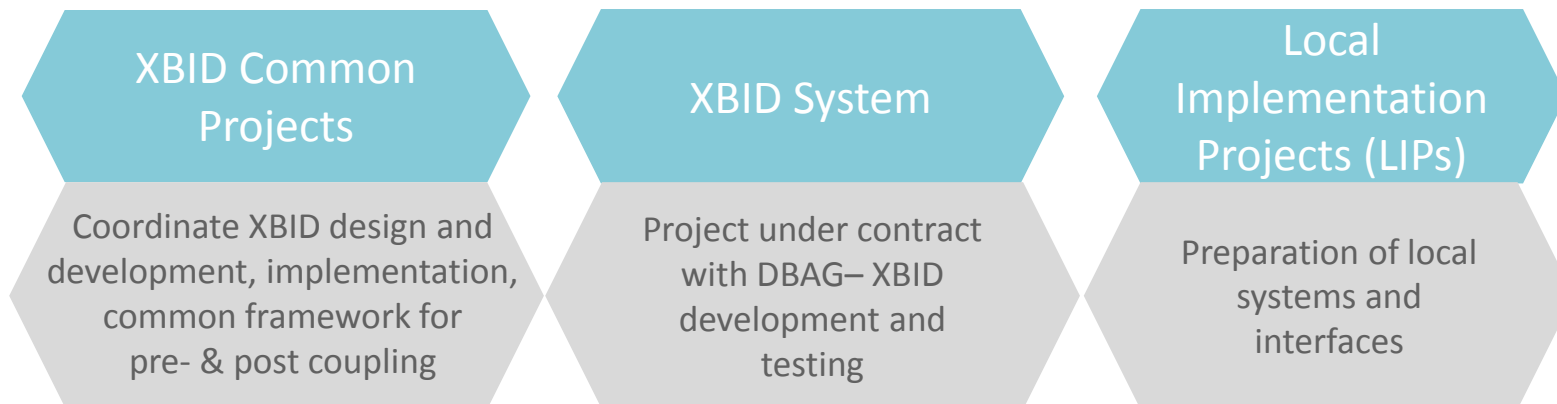 XBID Common
Projects
Coordinate XBID design and
development, implementation,
common framework for
pre- & post coupling
XBID System
Project under contract
with DBAG– XBID
development and
testing
Local
Implementation
Projects (LIPs)
Preparation of local
systems and
interfaces